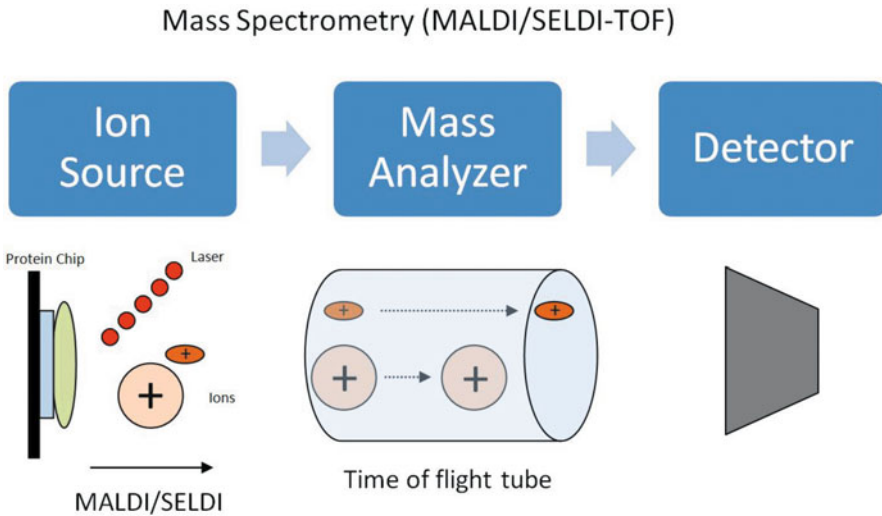 Mass Spectrometry (MALDI/SELDI-TOF)
Ion
Source
Mass
Analyzer
Detector
Protein Chip
Laser
+
+
Ions
+
+
+
+
MALDI/SELDI
Time of flight tube